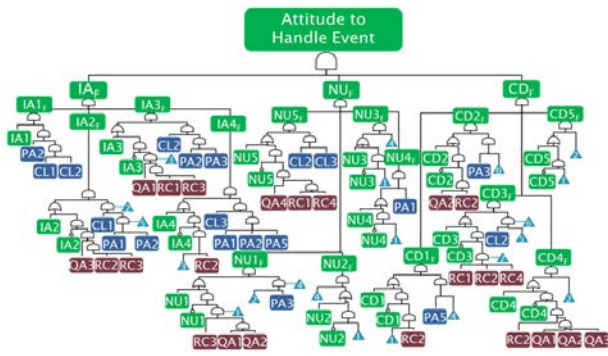 Attitude to
Handle Event
IA_F
NU_F
CD_F
IA1_F
IA2_F
IA3_F
IA4_F
NU5_F
NU3_F
NU4_F
CD2_F
CD5_F
CD3_F
IA1
PA2
CL1 CL2
IA3
IA3
CL2
PA2 PA3
QA1 RC1 RC3
NU5
NU5
CL2 CL3
QA4 RC1 RC4
NU3
NU3
PA1
NU4
NU4
CD2
CD2
PA3
QA2 RC2
CD5
CD5
IA2
IA2
CL1
PA1 PA2
QA3 RC2 RC3
IA4
IA4
CL3
PA1 PA2 PA5
RC2
CD3
CD3
CL2
RC1 RC2 RC4
NU1_F
NU2_F
CD1_F
CD4_F
NU1
NU1
PA3
RC3 QA1 QA2
NU2
NU2
CD1
CD1
PA5
RC2
CD4
CD4
RC2 QA1 QA2 QA3